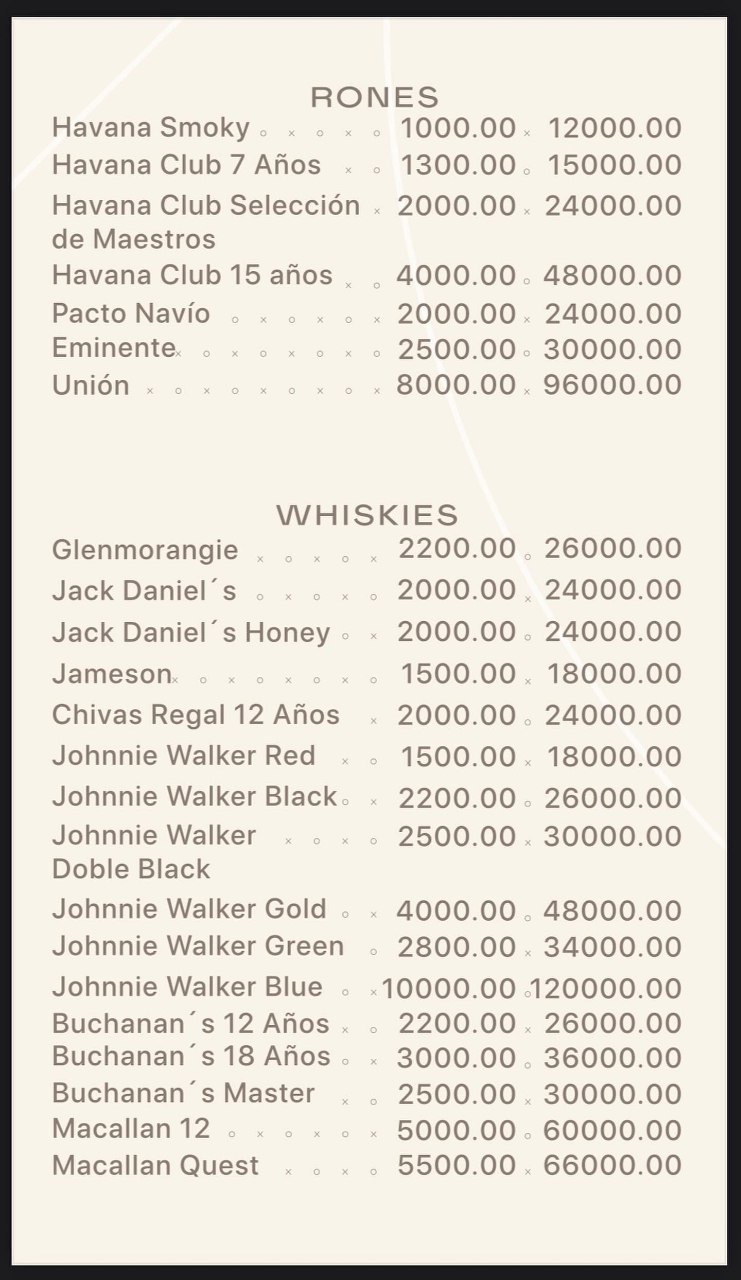 RONES
Havana Smoky 1000.00 12000.00
Havana Club 7 Años 1300.00 15000.00
Havana Club Selección 2000.00 24000.00
de Maestros
Havana Club 15 años 4000.00 48000.00
Pacto Navío 2000.00 24000.00
Eminente 2500.00 30000.00
Unión 8000.00 96000.00
WHISKIES
Glenmorangie 2200.00 26000.00
Jack Daniel´s 2000.00 24000.00
Jack Daniel´s Honey 2000.00 24000.00
Jameson 1500.00 18000.00
Chivas Regal 12 Años 2000.00 24000.00
Johnnie Walker Red 1500.00 18000.00
Johnnie Walker Black 2200.00 26000.00
Johnnie Walker 2500.00 30000.00
Doble Black
Johnnie Walker Gold 4000.00 48000.00
Johnnie Walker Green 2800.00 34000.00
Johnnie Walker Blue 10000.00 120000.00
Buchanan´s 12 Años 2200.00 26000.00
Buchanan´s 18 Años 3000.00 36000.00
Buchanan´s Master 2500.00 30000.00
Macallan 12 5000.00 60000.00
Macallan Quest 5500.00 66000.00